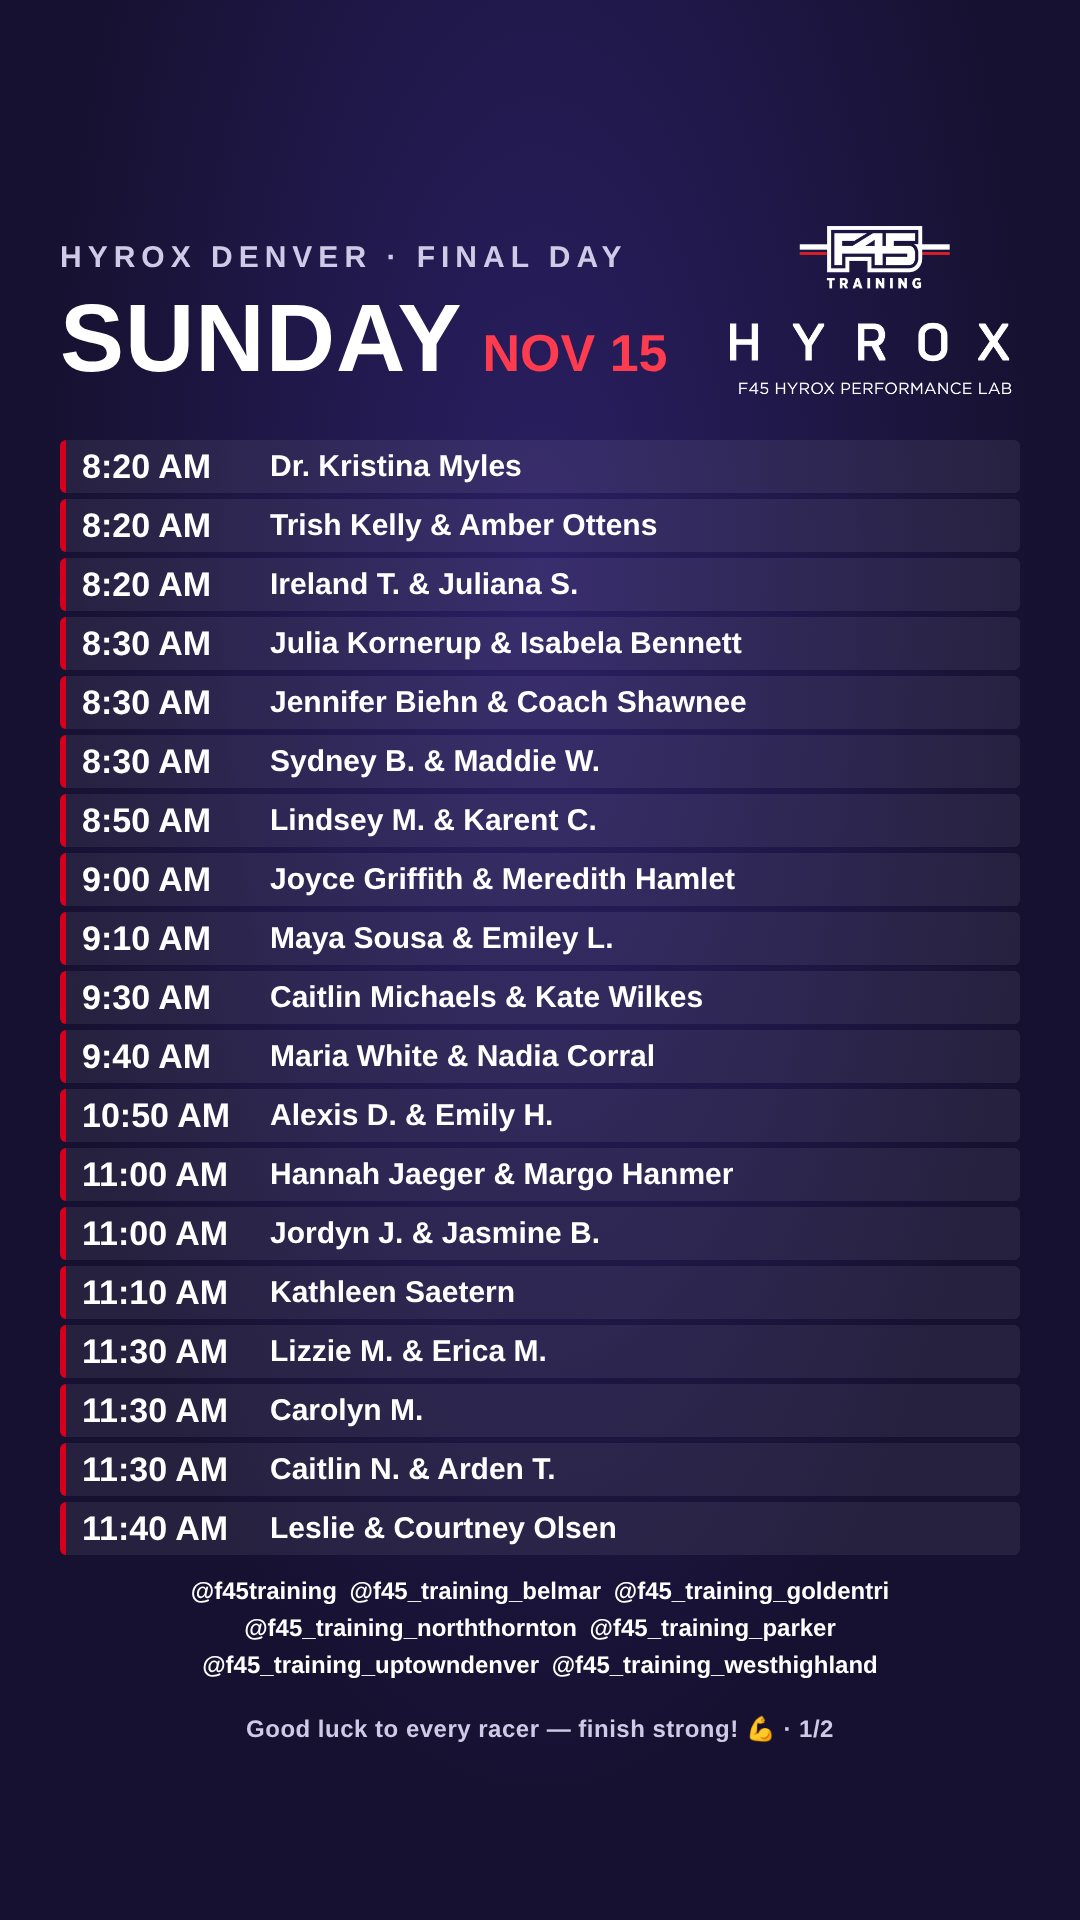 HYROX DENVER · FINAL DAY
SUNDAY NOV 15
F45
TRAINING
HYROX
F45 HYROX PERFORMANCE LAB
8:20 AM Dr. Kristina Myles
8:20 AM Trish Kelly & Amber Ottens
8:20 AM Ireland T. & Juliana S.
8:30 AM Julia Kornerup & Isabela Bennett
8:30 AM Jennifer Biehn & Coach Shawnee
8:30 AM Sydney B. & Maddie W.
8:50 AM Lindsey M. & Karent C.
9:00 AM Joyce Griffith & Meredith Hamlet
9:10 AM Maya Sousa & Emiley L.
9:30 AM Caitlin Michaels & Kate Wilkes
9:40 AM Maria White & Nadia Corral
10:50 AM Alexis D. & Emily H.
11:00 AM Hannah Jaeger & Margo Hanmer
11:00 AM Jordyn J. & Jasmine B.
11:10 AM Kathleen Saetern
11:30 AM Lizzie M. & Erica M.
11:30 AM Carolyn M.
11:30 AM Caitlin N. & Arden T.
11:40 AM Leslie & Courtney Olsen
@f45training @f45_training_belmar @f45_training_goldentri
@f45_training_norththornton @f45_training_parker
@f45_training_uptowndenver @f45_training_westhighland
Good luck to every racer — finish strong! 💪 · 1/2